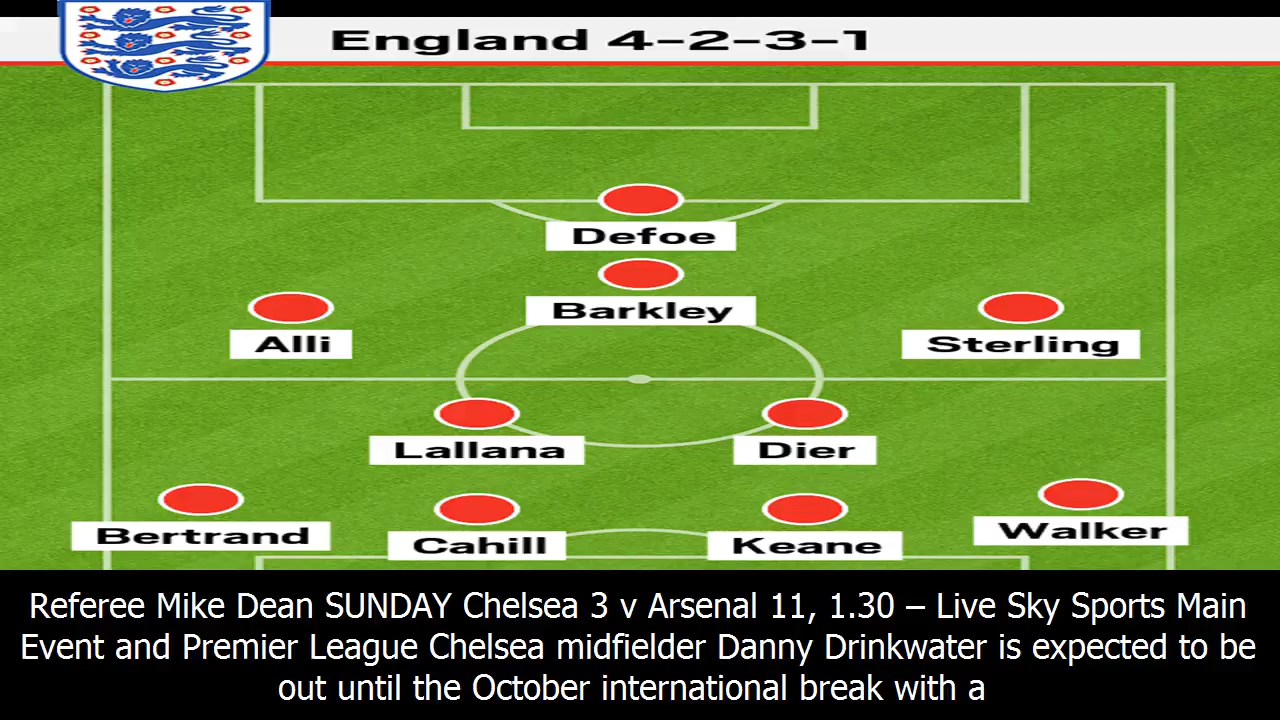 England 4-2-3-1
Defoe
Barkley
Alli
Sterling
Lallana
Dier
Bertrand
Cahill
Keane
Walker
Referee Mike Dean SUNDAY Chelsea 3 v Arsenal 11, 1.30 – Live Sky Sports Main
Event and Premier League Chelsea midfielder Danny Drinkwater is expected to be
out until the October international break with a